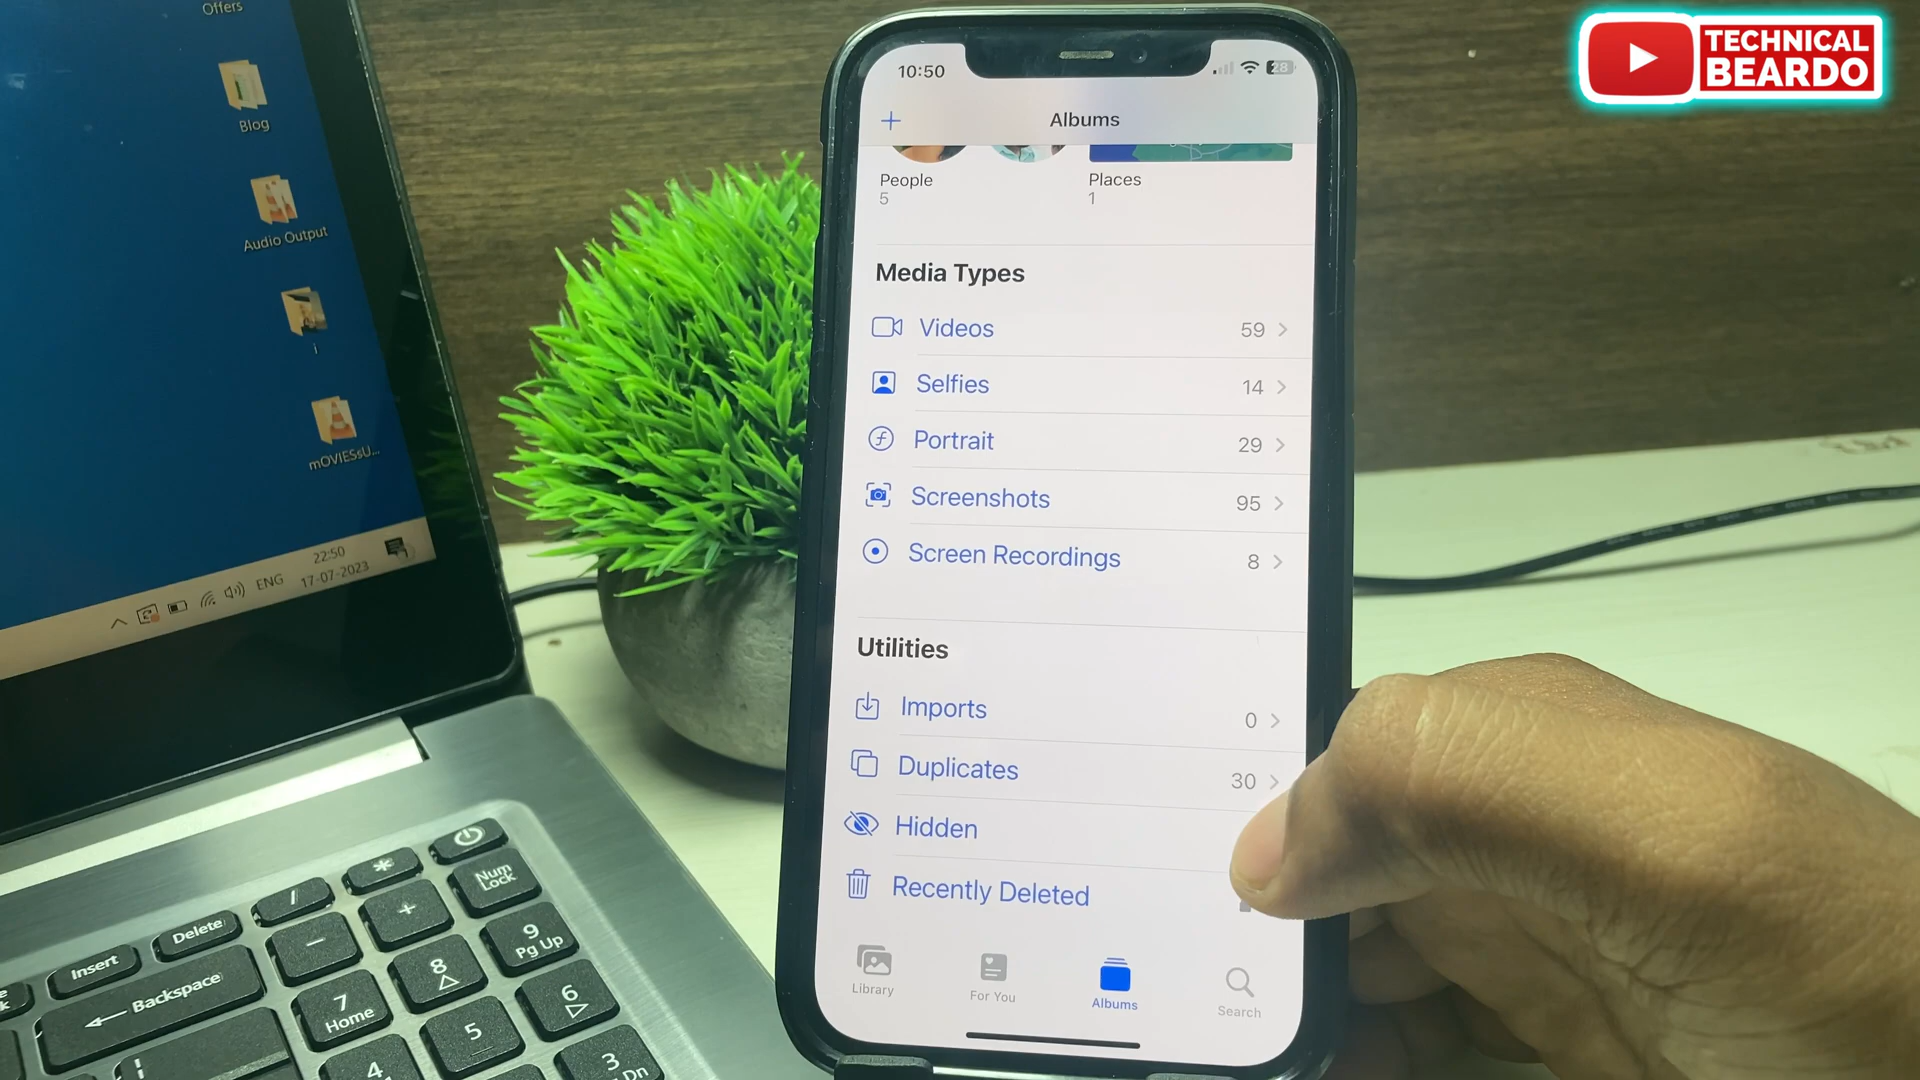 Offers
Blog
Audio Output
i
mOVIESsU...
22:50
ENG
17-07-2023
TECHNICAL
BEARDO
10:50
28
Albums
People
5
Places
1
Media Types
Videos 59
Selfies 14
Portrait 29
Screenshots 95
Screen Recordings 8
Utilities
Imports 0
Duplicates 30
Hidden
Recently Deleted
Library
For You
Albums
Search
Num
Lock
*
/
+
Delete
-
9
Pg Up
Insert
8
Backspace
7
Home
6
5
4
3
Dn